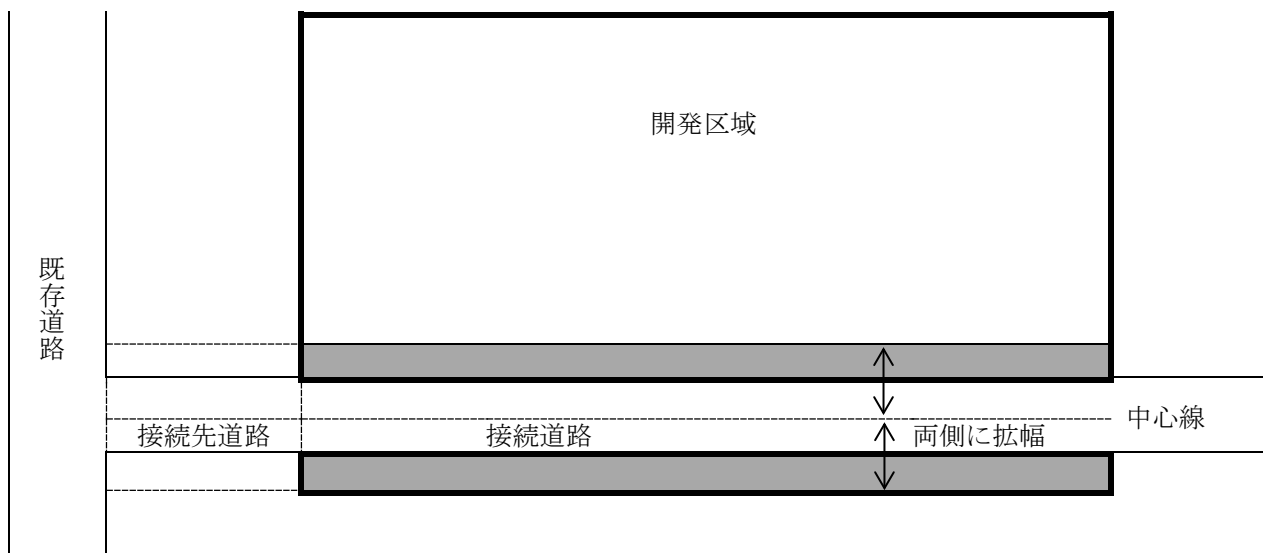 開発区域
既存道路
中心線
接続先道路
接続道路
両側に拡幅